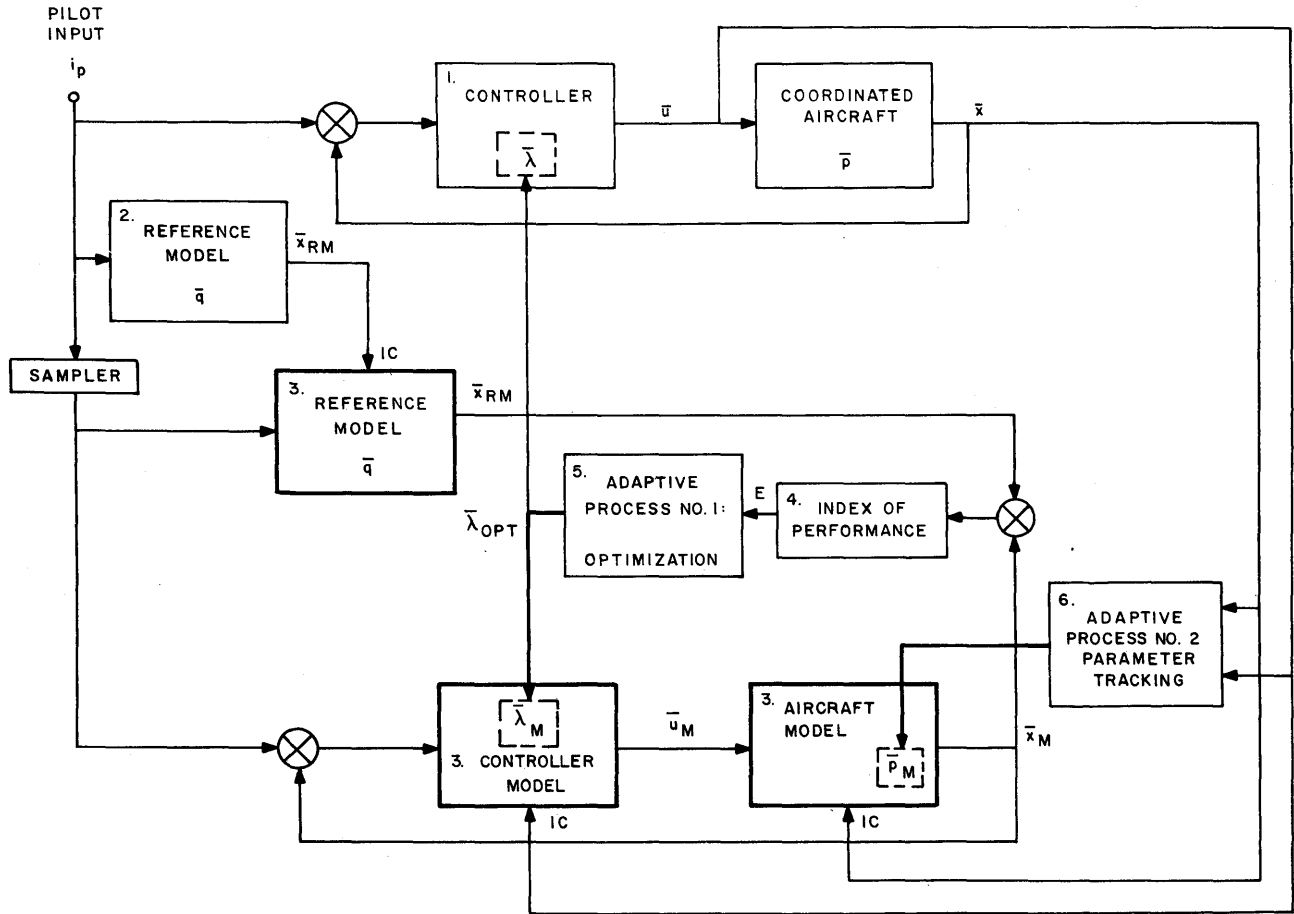 PILOT
INPUT
i_p
1. CONTROLLER
λ̄
ū
COORDINATED
AIRCRAFT
p̄
x̄
2. REFERENCE
MODEL
q̄
x̄_RM
IC
SAMPLER
3. REFERENCE
MODEL
q̄
x̄_RM
5. ADAPTIVE
PROCESS NO. 1:
OPTIMIZATION
E
4. INDEX OF
PERFORMANCE
λ̄_OPT
6. ADAPTIVE
PROCESS NO. 2
PARAMETER
TRACKING
λ̄_M
3. CONTROLLER
MODEL
ū_M
3. AIRCRAFT
MODEL
p̄_M
x̄_M
IC
IC